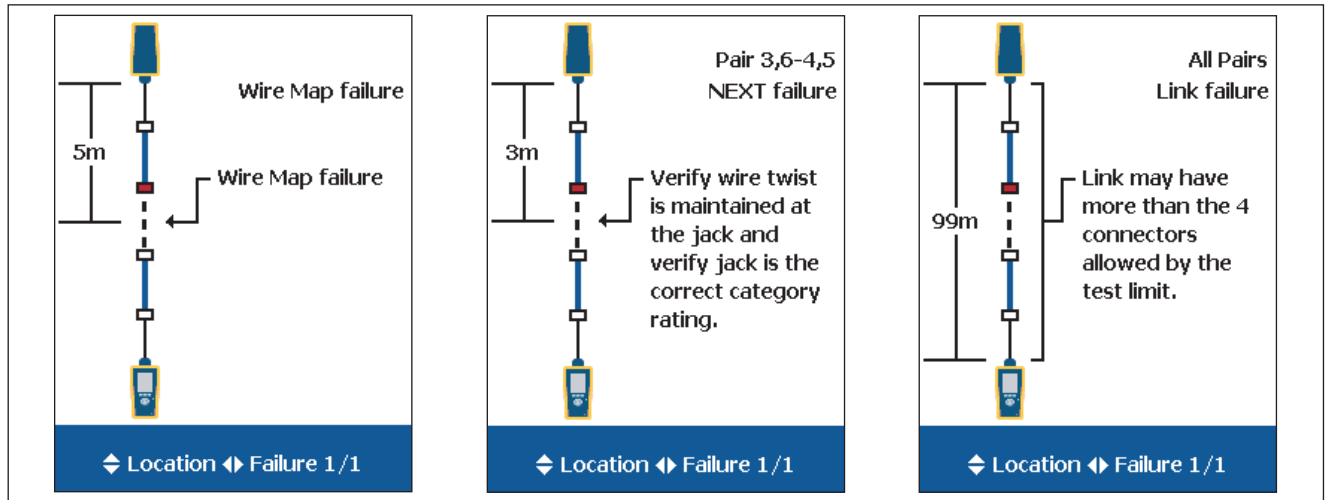 Wire Map failure
5m
Wire Map failure
Location Failure 1/1
Pair 3,6-4,5
NEXT failure
3m
Verify wire twist
is maintained at
the jack and
verify jack is the
correct category
rating.
Location Failure 1/1
All Pairs
Link failure
99m
Link may have
more than the 4
connectors
allowed by the
test limit.
Location Failure 1/1